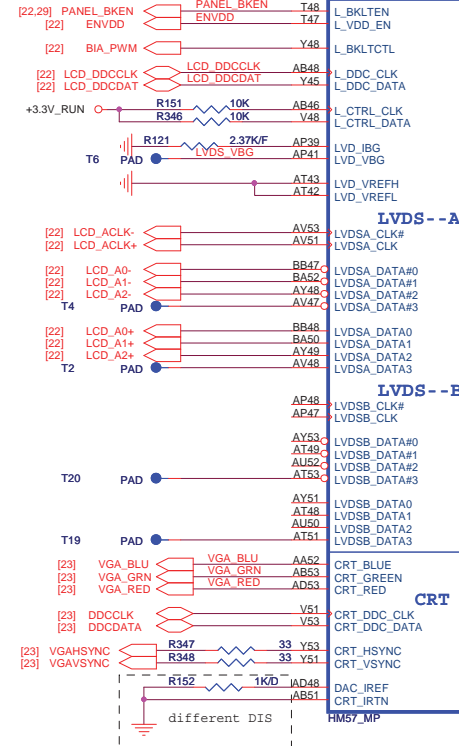 [22,29] PANEL_BKEN PANEL_BKEN T48 L_BKLTEN
[22] ENVDD ENVDD T47 L_VDD_EN
[22] BIA_PWM Y48 L_BKLTCTL
[22] LCD_DDCCLK LCD_DDCCLK AB48 L_DDC_CLK
[22] LCD_DDCDAT LCD_DDCDAT Y45 L_DDC_DATA
+3.3V_RUN R151 10K AB46 L_CTRL_CLK
R346 10K V48 L_CTRL_DATA
R121 2.37K/F AP39 LVD_IBG
T6 PAD LVDS_VBG AP41 LVD_VBG
AT43 LVD_VREFH
AT42 LVD_VREFL
LVDS--A
[22] LCD_ACLK- AV53 LVDSA_CLK#
[22] LCD_ACLK+ AV51 LVDSA_CLK
[22] LCD_A0- BB47 LVDSA_DATA#0
[22] LCD_A1- BA52 LVDSA_DATA#1
[22] LCD_A2- AY48 LVDSA_DATA#2
T4 PAD AV47 LVDSA_DATA#3
[22] LCD_A0+ BB48 LVDSA_DATA0
[22] LCD_A1+ BA50 LVDSA_DATA1
[22] LCD_A2+ AY49 LVDSA_DATA2
T2 PAD AV48 LVDSA_DATA3
LVDS--B
AP48 LVDSB_CLK#
AP47 LVDSB_CLK
AY53 LVDSB_DATA#0
AT49 LVDSB_DATA#1
AU52 LVDSB_DATA#2
T20 PAD AT53 LVDSB_DATA#3
AY51 LVDSB_DATA0
AT48 LVDSB_DATA1
AU50 LVDSB_DATA2
T19 PAD AT51 LVDSB_DATA3
[23] VGA_BLU VGA_BLU AA52 CRT_BLUE
[23] VGA_GRN VGA_GRN AB53 CRT_GREEN
[23] VGA_RED VGA_RED AD53 CRT_RED
CRT
[23] DDCCLK V51 CRT_DDC_CLK
[23] DDCDATA V53 CRT_DDC_DATA
[23] VGAHSYNC R347 33 Y53 CRT_HSYNC
[23] VGAVSYNC R348 33 Y51 CRT_VSYNC
R152 1K/D AD48 DAC_IREF
AB51 CRT_IRTN
different DIS HM57_MP